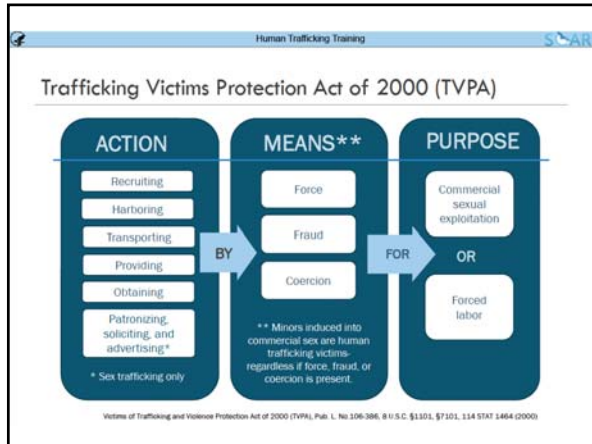 Human Trafficking Training
SOAR
Trafficking Victims Protection Act of 2000 (TVPA)
ACTION
Recruiting
Harboring
Transporting
Providing
Obtaining
Patronizing,
soliciting, and
advertising*
* Sex trafficking only
BY
MEANS**
Force
Fraud
Coercion
** Minors induced into
commercial sex are human
trafficking victims-
regardless if force, fraud, or
coercion is present.
FOR
PURPOSE
Commercial
sexual
exploitation
OR
Forced
labor
Victims of Trafficking and Violence Protection Act of 2000 (TVPA), Pub. L. No 106-386, 8 U.S.C. §1101, §7101, 114 STAT 1464 (2000)